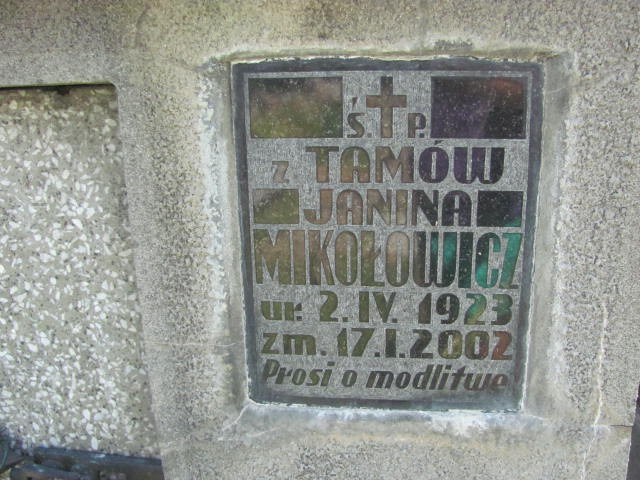 Ś. P.
z TAMÓW
JANINA
MIKOŁOWICZ
ur. 2. IV. 1923
zm. 17. I. 2002
Prosi o modlitwę